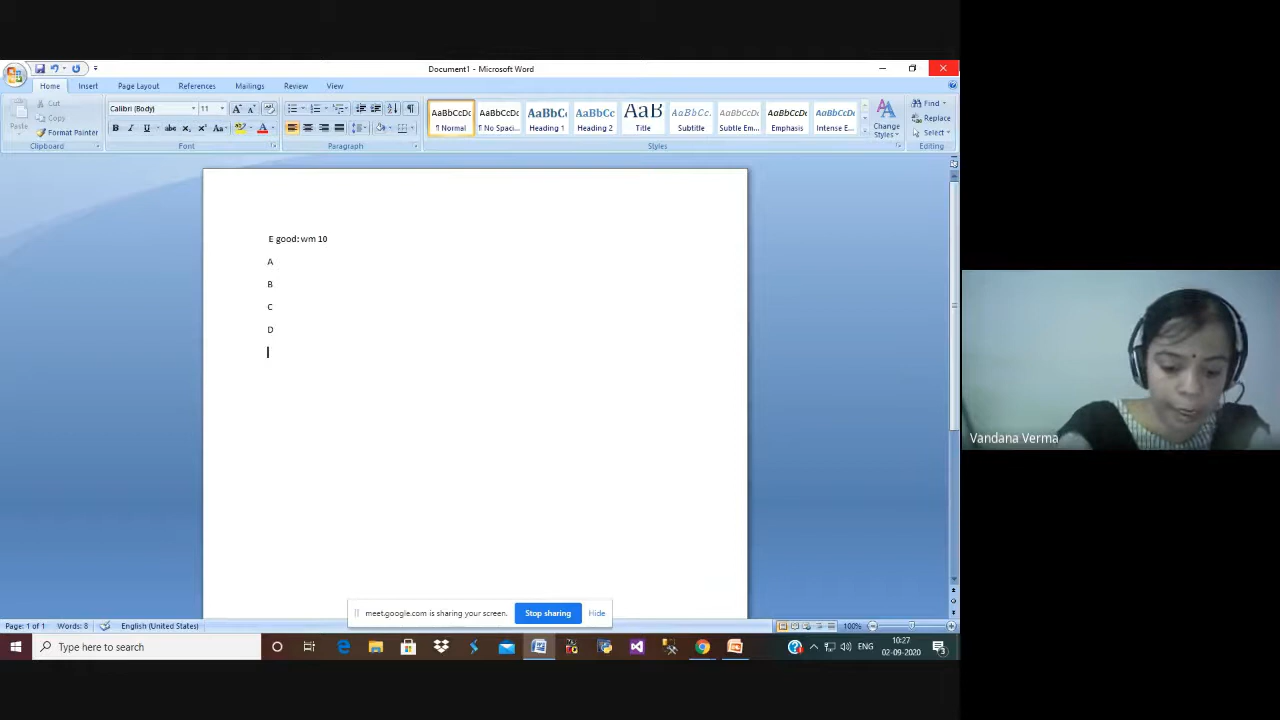 Document1 - Microsoft Word
Home Insert Page Layout References Mailings Review View
Paste
Cut
Copy
Format Painter
Clipboard
Calibri (Body) 11
Font
Paragraph
AaBbCcDc AaBbCcDc AaBbCc AaBbCc AaB AaBbCc. AaBbCcDc AaBbCcDc AaBbCcDc
¶ Normal ¶ No Spaci... Heading 1 Heading 2 Title Subtitle Subtle Em... Emphasis Intense E...
Change
Styles
Styles
Find
Replace
Select
Editing
E good: wm 10
A
B
C
D
Vandana Verma
meet.google.com is sharing your screen. Stop sharing Hide
Page: 1 of 1 Words: 8 English (United States) 100%
Type here to search
ENG
10:27
02-09-2020